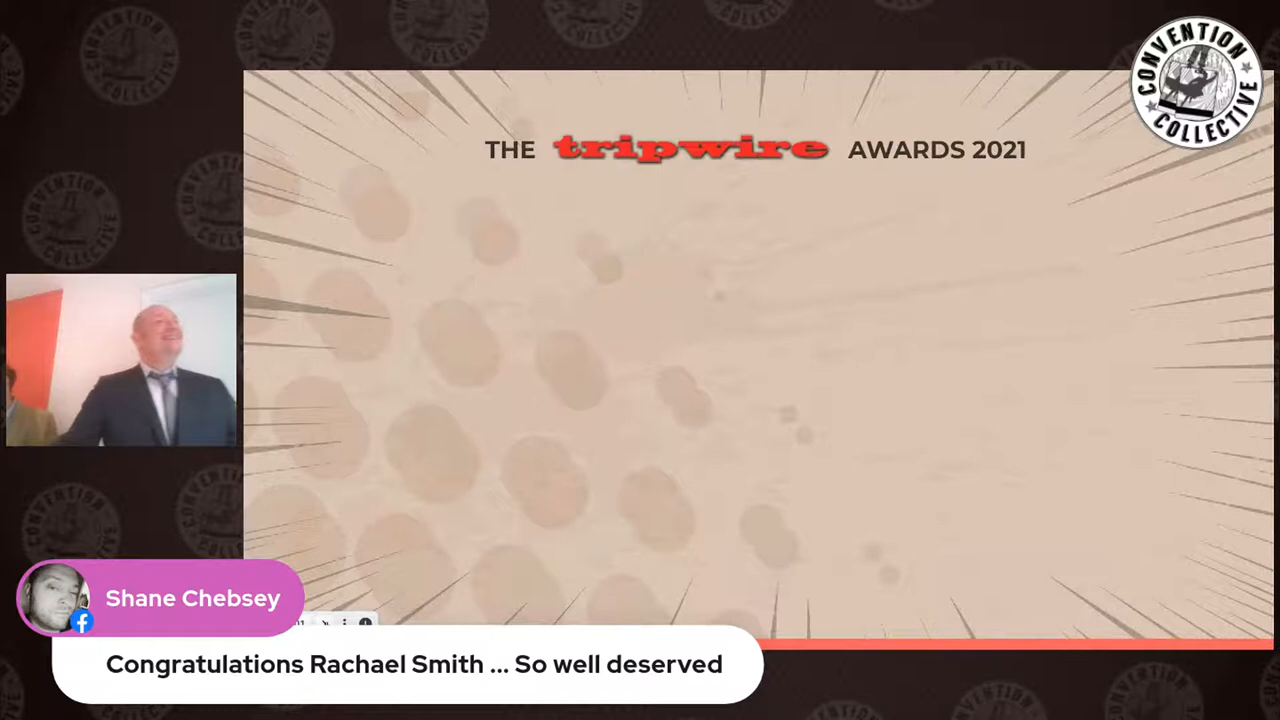 CONVENTION
COLLECTIVE
THE tripwire AWARDS 2021
Shane Chebsey
Congratulations Rachael Smith ... So well deserved